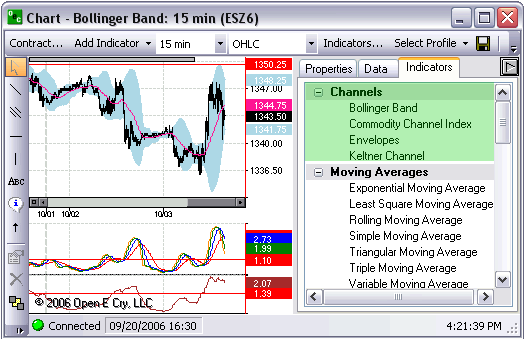 Chart - Bollinger Band: 15 min (ESZ6)
Contract... Add Indicator 15 min OHLC Indicators... Select Profile
Properties Data Indicators
ABC
1350.25
1348.25
1344.75
1343.50
1341.75
1340.00
1336.50
10/01 10/02 10/03
2.73
1.99
1.10
2.07
1.39
© 2006 Open E Cry, LLC
Channels
Bollinger Band
Commodity Channel Index
Envelopes
Keltner Channel
Moving Averages
Exponential Moving Average
Least Square Moving Average
Rolling Moving Average
Simple Moving Average
Triangular Moving Average
Triple Moving Average
Variable Moving Average
Connected 09/20/2006 16:30 4:21:39 PM